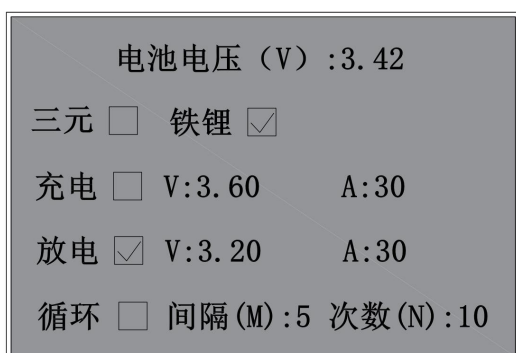 电池电压（V）:3.42
三元 □ 铁锂 ☑
充电 □ V:3.60 A:30
放电 ☑ V:3.20 A:30
循环 □ 间隔(M):5 次数(N):10